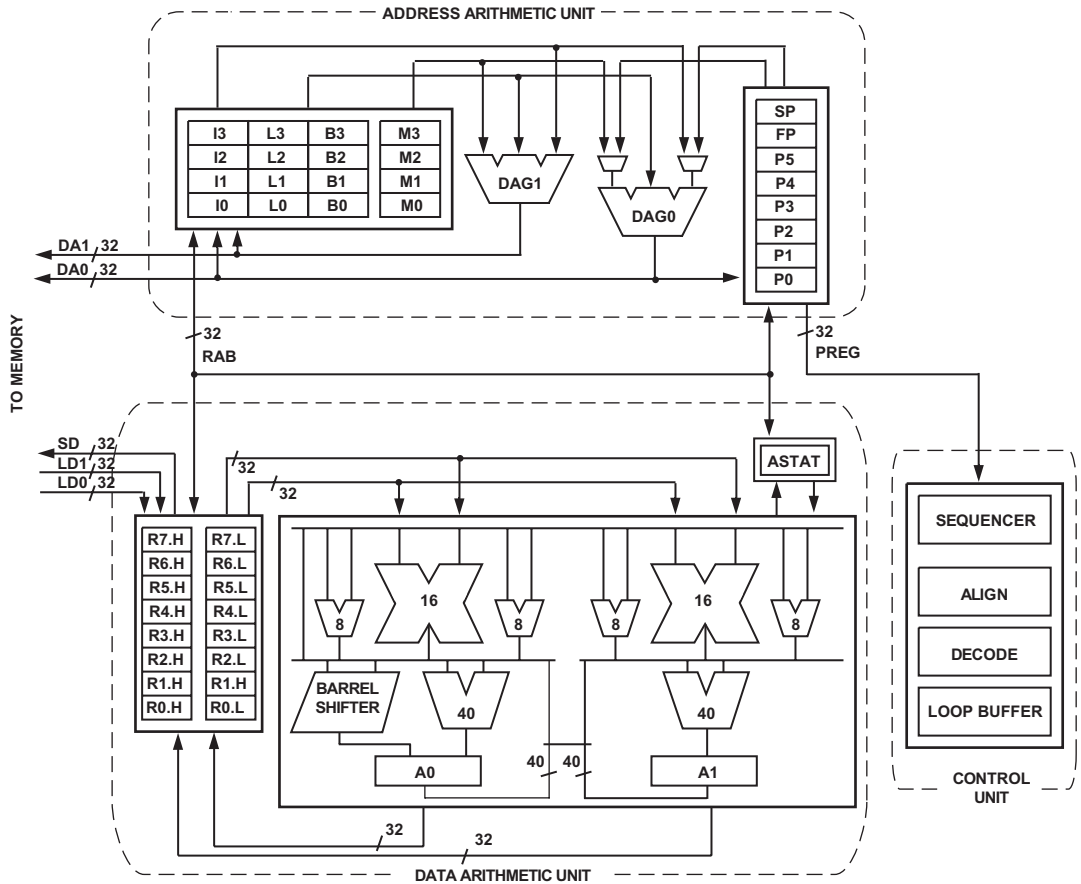 ADDRESS ARITHMETIC UNIT
SP
FP
P5
P4
P3
P2
P1
P0
I3 L3 B3 M3
I2 L2 B2 M2
I1 L1 B1 M1
I0 L0 B0 M0
DAG1
DAG0
DA1 32
DA0 32
TO MEMORY
32
RAB
32
PREG
SD 32
LD1 32
LD0 32
32
32
ASTAT
R7.H R7.L
R6.H R6.L
R5.H R5.L
R4.H R4.L
R3.H R3.L
R2.H R2.L
R1.H R1.H
R0.H R0.L
16
8
8
8
16
8
BARREL
SHIFTER
40
40
A0
40 40
A1
32
32
DATA ARITHMETIC UNIT
SEQUENCER
ALIGN
DECODE
LOOP BUFFER
CONTROL
UNIT